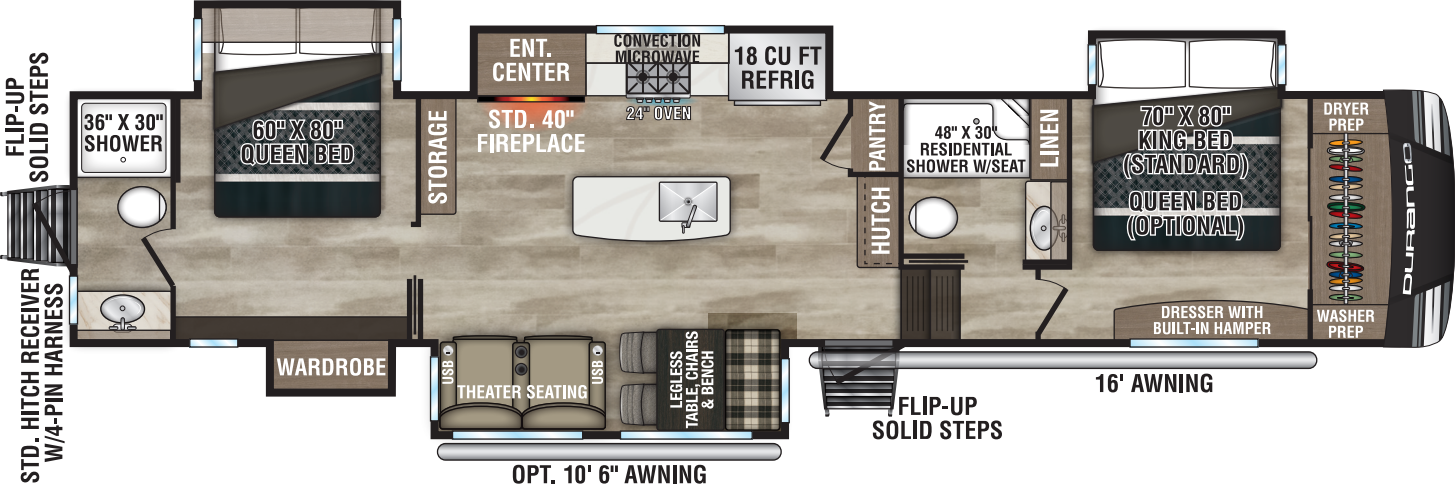 FLIP-UP
SOLID STEPS
36" X 30"
SHOWER
60" X 80"
QUEEN BED
STORAGE
ENT.
CENTER
STD. 40"
FIREPLACE
CONVECTION
MICROWAVE
24" OVEN
18 CU FT
REFRIG
PANTRY
HUTCH
48" X 30"
RESIDENTIAL
SHOWER W/SEAT
LINEN
70" X 80"
KING BED
(STANDARD)
QUEEN BED
(OPTIONAL)
DRYER
PREP
WASHER
PREP
DURANGO
DRESSER WITH
BUILT-IN HAMPER
STD. HITCH RECEIVER
W/4-PIN HARNESS
WARDROBE
USB
THEATER SEATING
USB
LEGLESS
TABLE, CHAIRS
& BENCH
FLIP-UP
SOLID STEPS
16' AWNING
OPT. 10' 6" AWNING